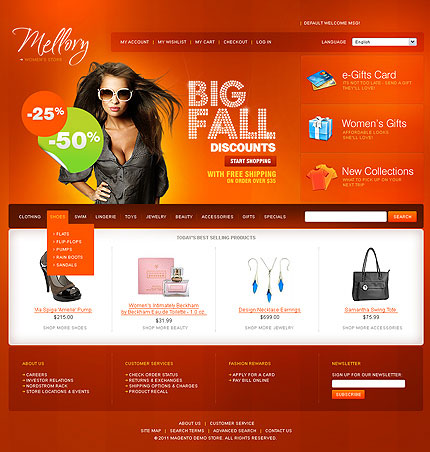 DEFAULT WELCOME MSG!
Mellory
WOMEN'S STORE
MY ACCOUNT | MY WISHLIST | MY CART | CHECKOUT | LOG IN
LANGUAGE English
-25%
-50%
BIG
FALL
DISCOUNTS
START SHOPPING
WITH FREE SHIPPING
ON ORDER OVER $35
e-Gifts Card
IT'S NOT TOO LATE - SEND A GIFT
THEY'LL LOVE!
Women's Gifts
AFFORDABLE LOOKS
SHE'LL LOVE!
New Collections
WHAT TO PICK UP ON YOUR
NEXT TRIP
CLOTHING SHOES SWIM LINGERIE TOYS JEWELRY BEAUTY ACCESSORIES GIFTS SPECIALS SEARCH
FLATS
FLIP-FLOPS
PUMPS
RAIN BOOTS
SANDALS
TODAY'S BEST SELLING PRODUCTS
Via Spiga 'Amelia' Pump
$215.00
SHOP MORE SHOES
Women's Intimately Beckham
by Beckham Eau de Toilette - 1.0 oz
$31.99
SHOP MORE BEAUTY
Design Necklace Earrings
$699.00
SHOP MORE JEWELRY
Samantha Swing Tote
$75.99
SHOP MORE ACCESSORIES
ABOUT US
CAREERS
INVESTOR RELATIONS
NORDSTROM RACK
STORE LOCATIONS & EVENTS
CUSTOMER SERVICES
CHECK ORDER STATUS
RETURNS & EXCHANGES
SHIPPING OPTIONS & CHARGES
PRODUCT RECALL
FASHION REWARDS
APPLY FOR A CARD
PAY BILL ONLINE
NEWSLETTER
SIGN UP FOR OUR NEWSLETTER:
SUBSCRIBE
ABOUT US | CUSTOMER SERVICE
SITE MAP | SEARCH TERMS | ADVANCED SEARCH | CONTACT US
© 2011 MAGENTO DEMO STORE. ALL RIGHTS RESERVED.